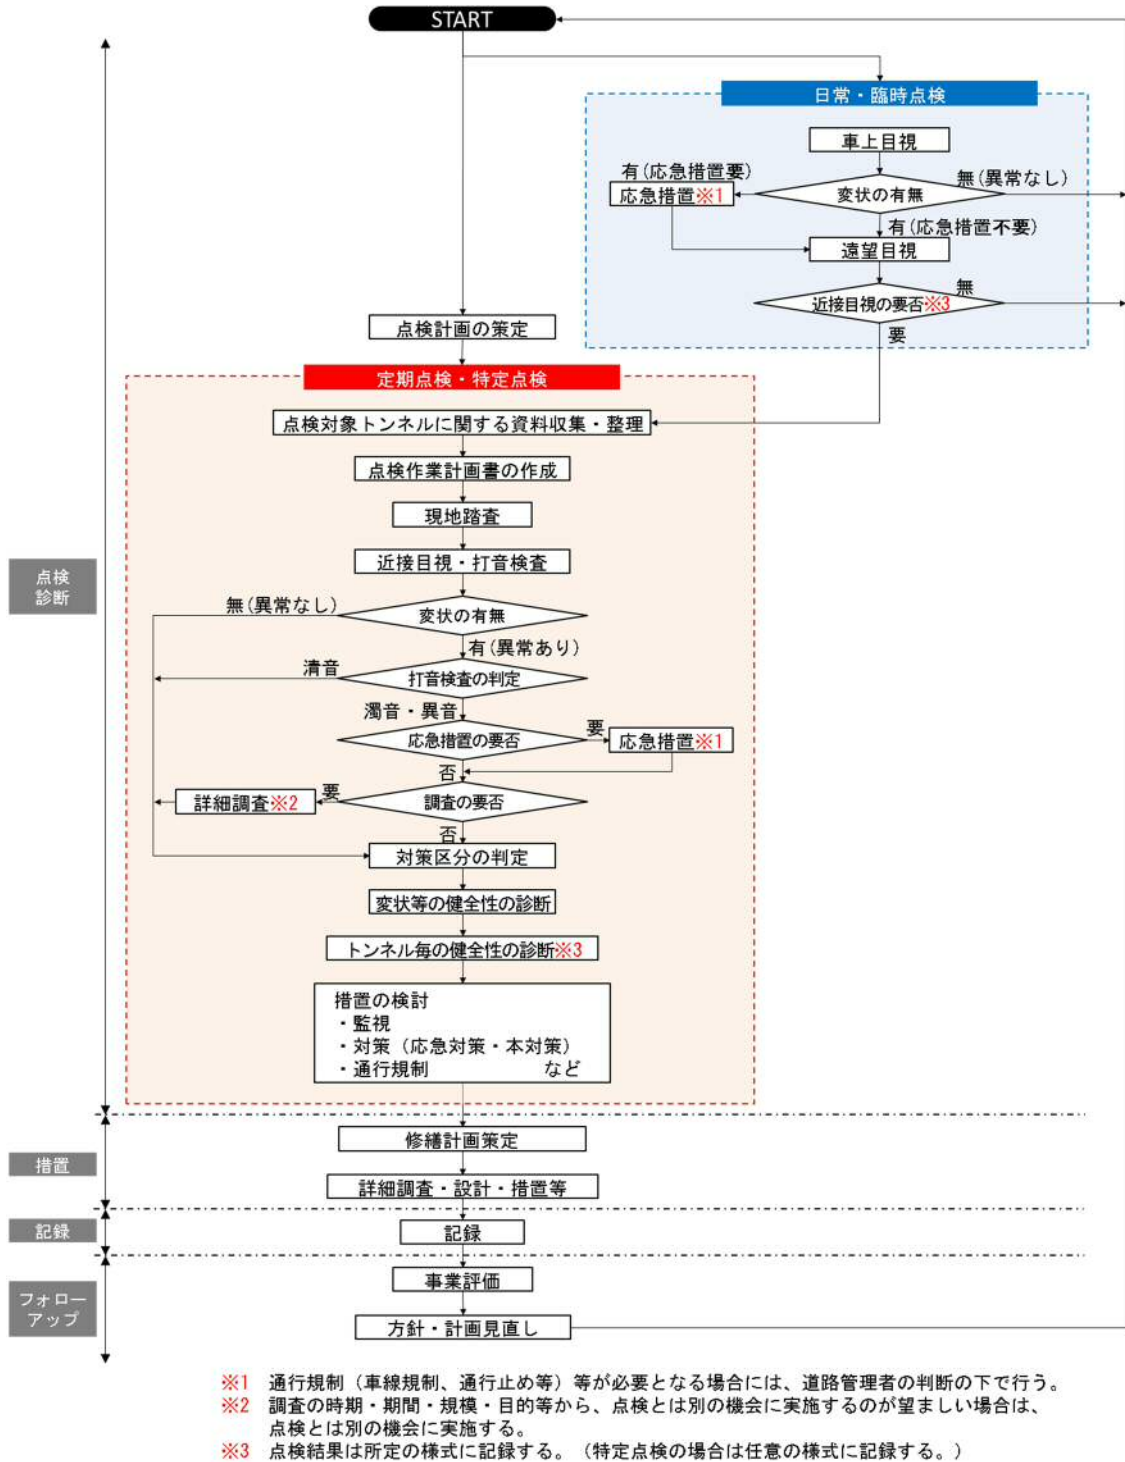 START
日常・臨時点検
車上目視
有(応急措置要)
無(異常なし)
応急措置※1
変状の有無
有(応急措置不要)
遠望目視
無
近接目視の要否※3
要
点検計画の策定
定期点検・特定点検
点検対象トンネルに関する資料収集・整理
点検作業計画書の作成
現地踏査
近接目視・打音検査
点検
診断
無(異常なし)
変状の有無
有(異常あり)
清音
打音検査の判定
濁音・異音
要
応急措置の要否
応急措置※1
否
詳細調査※2
要
調査の要否
否
対策区分の判定
変状等の健全性の診断
トンネル毎の健全性の診断※3
措置の検討
・監視
・対策（応急対策・本対策）
・通行規制 など
修繕計画策定
措置
詳細調査・設計・措置等
記録
記録
事業評価
フォロー
アップ
方針・計画見直し
※1 通行規制（車線規制、通行止め等）等が必要となる場合には、道路管理者の判断の下で行う。
※2 調査の時期・期間・規模・目的等から、点検とは別の機会に実施するのが望ましい場合は、
点検とは別の機会に実施する。
※3 点検結果は所定の様式に記録する。（特定点検の場合は任意の様式に記録する。）